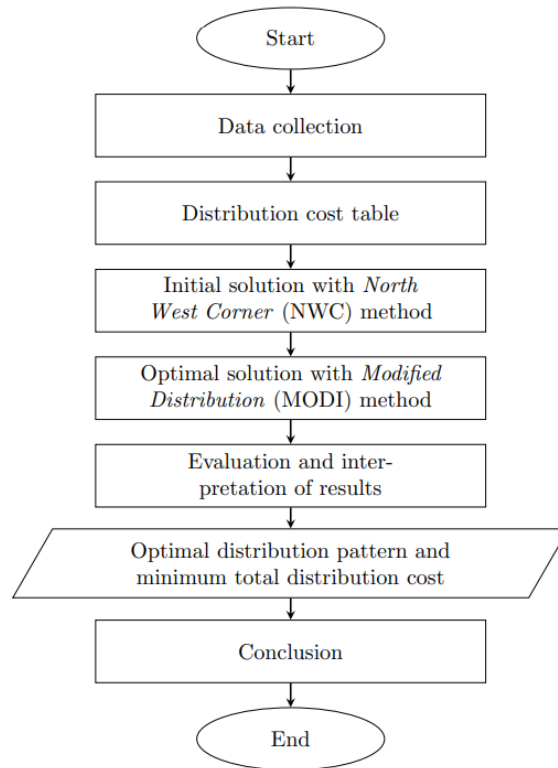 Start
Data collection
Distribution cost table
Initial solution with North
West Corner (NWC) method
Optimal solution with Modified
Distribution (MODI) method
Evaluation and inter-
pretation of results
Optimal distribution pattern and
minimum total distribution cost
Conclusion
End